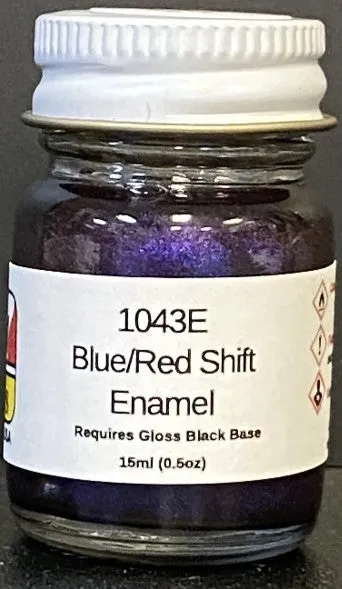 1043E
Blue/Red Shift
Enamel
Requires Gloss Black Base
15ml (0.5oz)